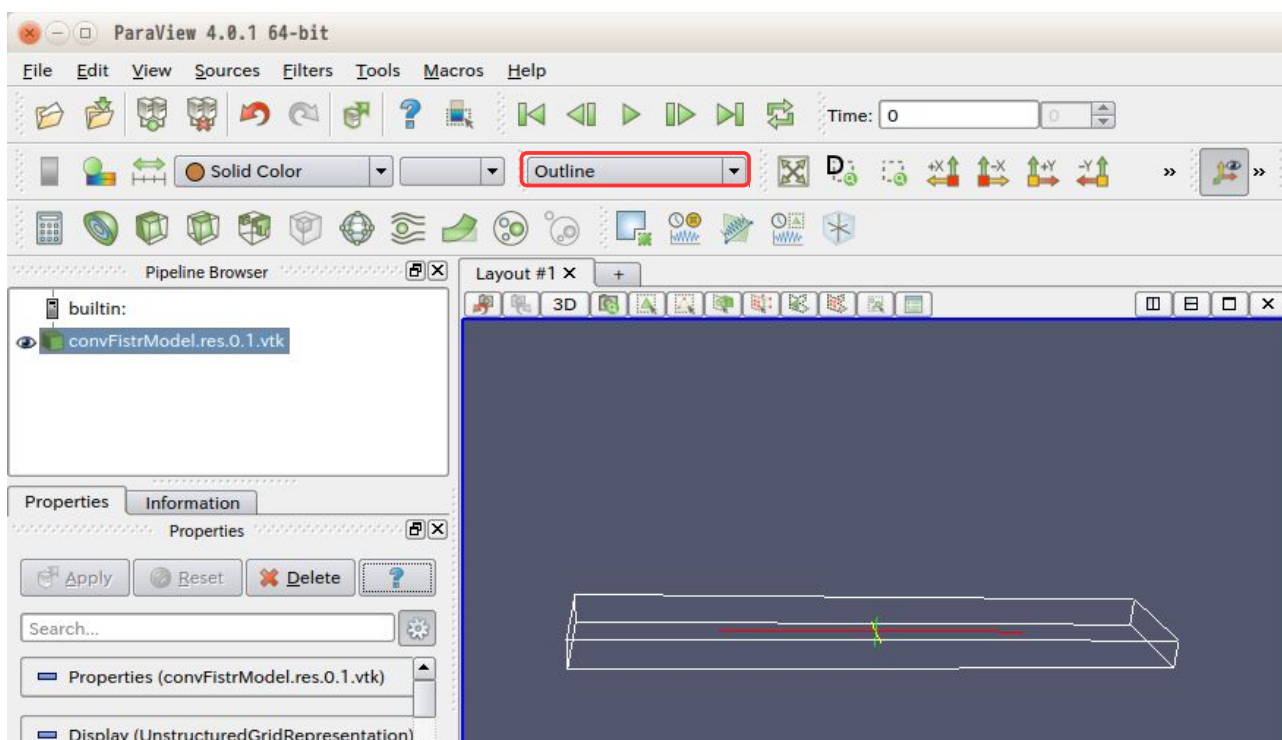 ParaView 4.0.1 64-bit
File Edit View Sources Filters Tools Macros Help
Time: 0 0
Solid Color Outline +X -X +Y -Y »
»
Pipeline Browser Layout #1 X +
builtin: 3D
convFistrModel.res.0.1.vtk
Properties Information
Properties
Apply Reset Delete ?
Search...
Properties (convFistrModel.res.0.1.vtk)
Display (UnstructuredGridRepresentation)